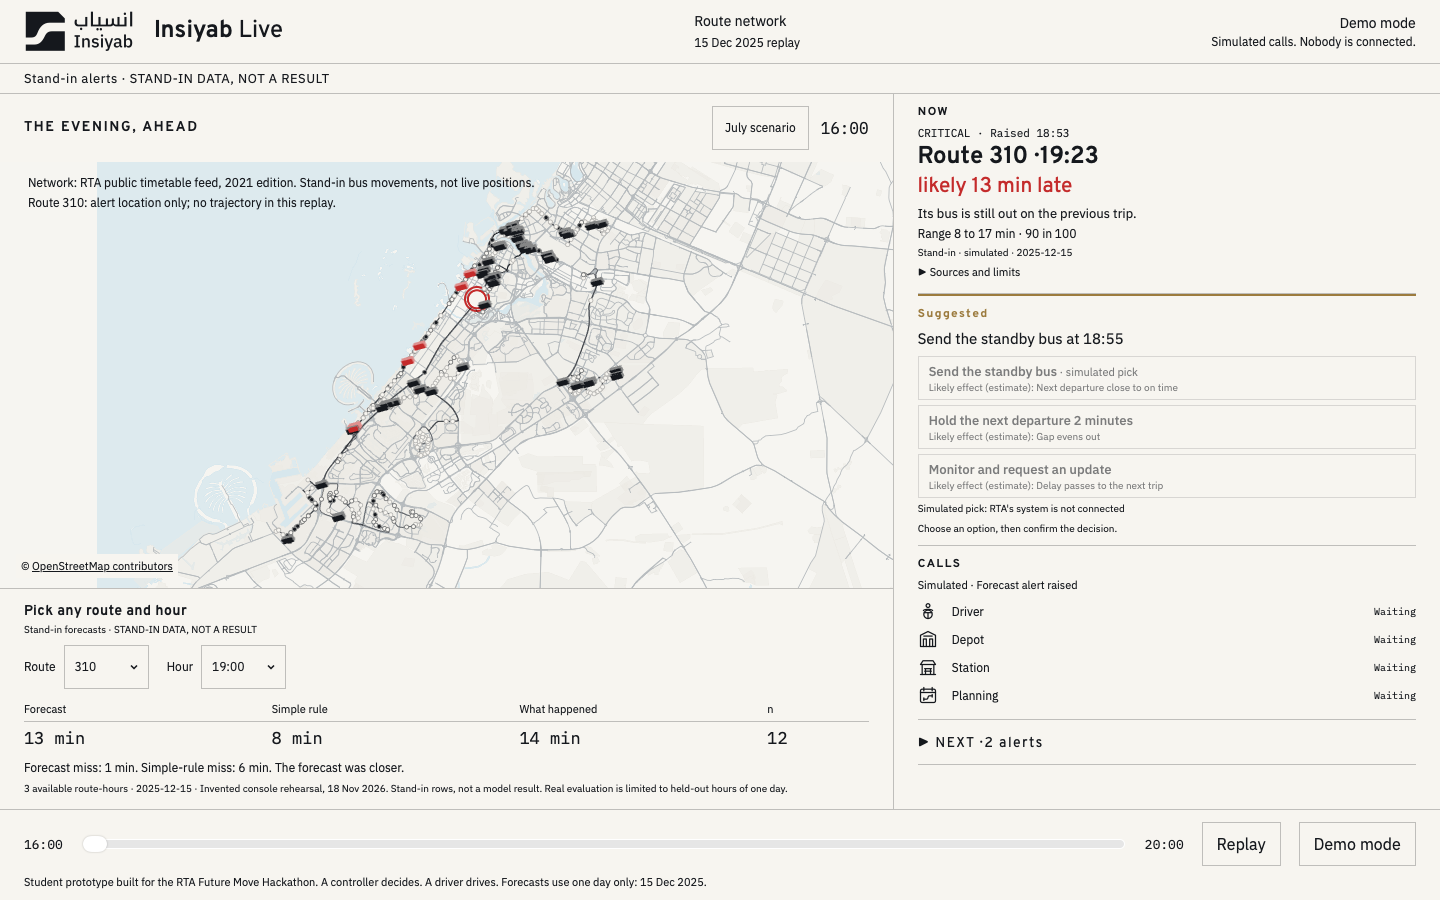 انسياب
Insiyab
Insiyab Live
Route network
15 Dec 2025 replay
Demo mode
Simulated calls. Nobody is connected.
Stand-in alerts · STAND-IN DATA, NOT A RESULT
THE EVENING, AHEAD
July scenario
16:00
Network: RTA public timetable feed, 2021 edition. Stand-in bus movements, not live positions.
Route 310: alert location only; no trajectory in this replay.
© OpenStreetMap contributors
Pick any route and hour
Stand-in forecasts · STAND-IN DATA, NOT A RESULT
Route 310 Hour 19:00
Forecast Simple rule What happened n
13 min 8 min 14 min 12
Forecast miss: 1 min. Simple-rule miss: 6 min. The forecast was closer.
3 available route-hours · 2025-12-15 · Invented console rehearsal, 18 Nov 2026. Stand-in rows, not a model result. Real evaluation is limited to held-out hours of one day.
NOW
CRITICAL · Raised 18:53
Route 310 ·19:23
likely 13 min late
Its bus is still out on the previous trip.
Range 8 to 17 min · 90 in 100
Stand-in · simulated · 2025-12-15
Sources and limits
Suggested
Send the standby bus at 18:55
Send the standby bus · simulated pick
Likely effect (estimate): Next departure close to on time
Hold the next departure 2 minutes
Likely effect (estimate): Gap evens out
Monitor and request an update
Likely effect (estimate): Delay passes to the next trip
Simulated pick: RTA's system is not connected
Choose an option, then confirm the decision.
CALLS
Simulated · Forecast alert raised
Driver Waiting
Depot Waiting
Station Waiting
Planning Waiting
NEXT ·2 alerts
16:00
20:00
Replay
Demo mode
Student prototype built for the RTA Future Move Hackathon. A controller decides. A driver drives. Forecasts use one day only: 15 Dec 2025.